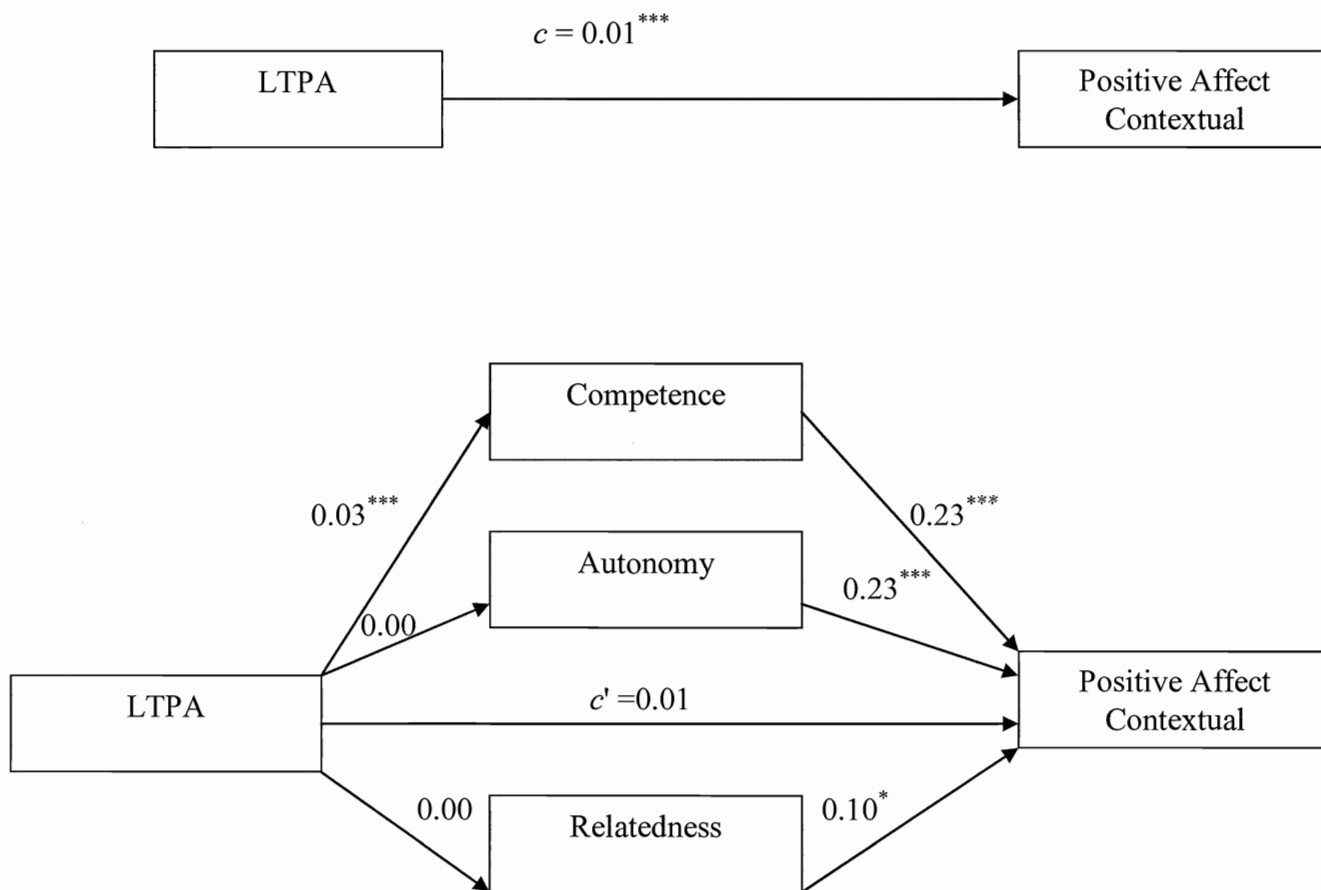 c = 0.01***
LTPA
Positive Affect
Contextual
Competence
0.03***
0.23***
Autonomy
0.23***
0.00
LTPA
c' =0.01
Positive Affect
Contextual
0.00
Relatedness
0.10*